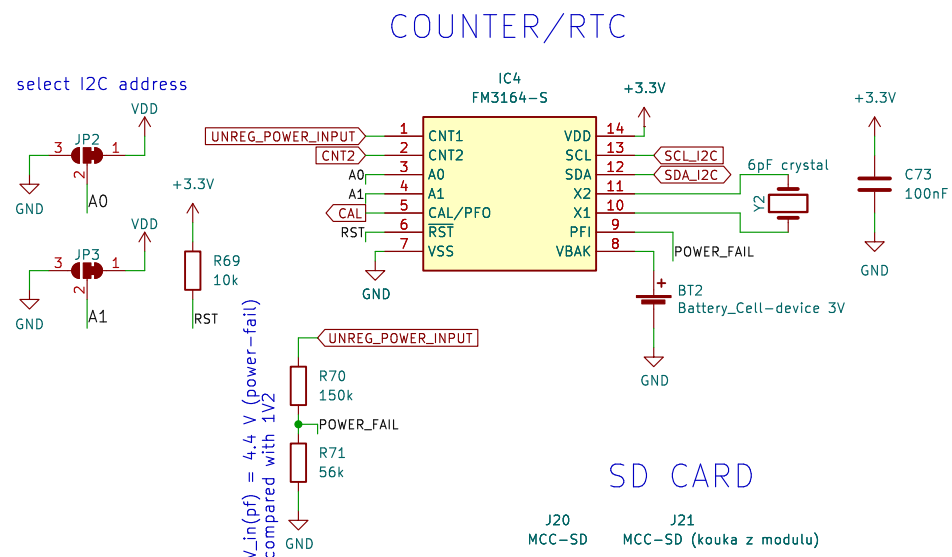 COUNTER/RTC
select I2C address
VDD
JP2
3
1
2
A0
GND
VDD
JP3
3
1
2
A1
GND
+3.3V
R69
10k
RST
IC4
FM3164-S
UNREG_POWER_INPUT
1
CNT1
CNT2
2
CNT2
A0
3
A0
A1
4
A1
CAL
5
CAL/PFO
RST
6
RST
7
VSS
GND
VDD
14
+3.3V
SCL
13
SCL_I2C
SDA
12
SDA_I2C
X2
11
X1
10
PFI
9
POWER_FAIL
VBAK
8
6pF crystal
Y2
+
BT2
Battery_Cell-device 3V
GND
+3.3V
C73
100nF
GND
V_in(pf) = 4.4 V (power-fail)
compared with 1V2
UNREG_POWER_INPUT
R70
150k
POWER_FAIL
R71
56k
GND
SD CARD
J20
MCC-SD
J21
MCC-SD (kouka z modulu)